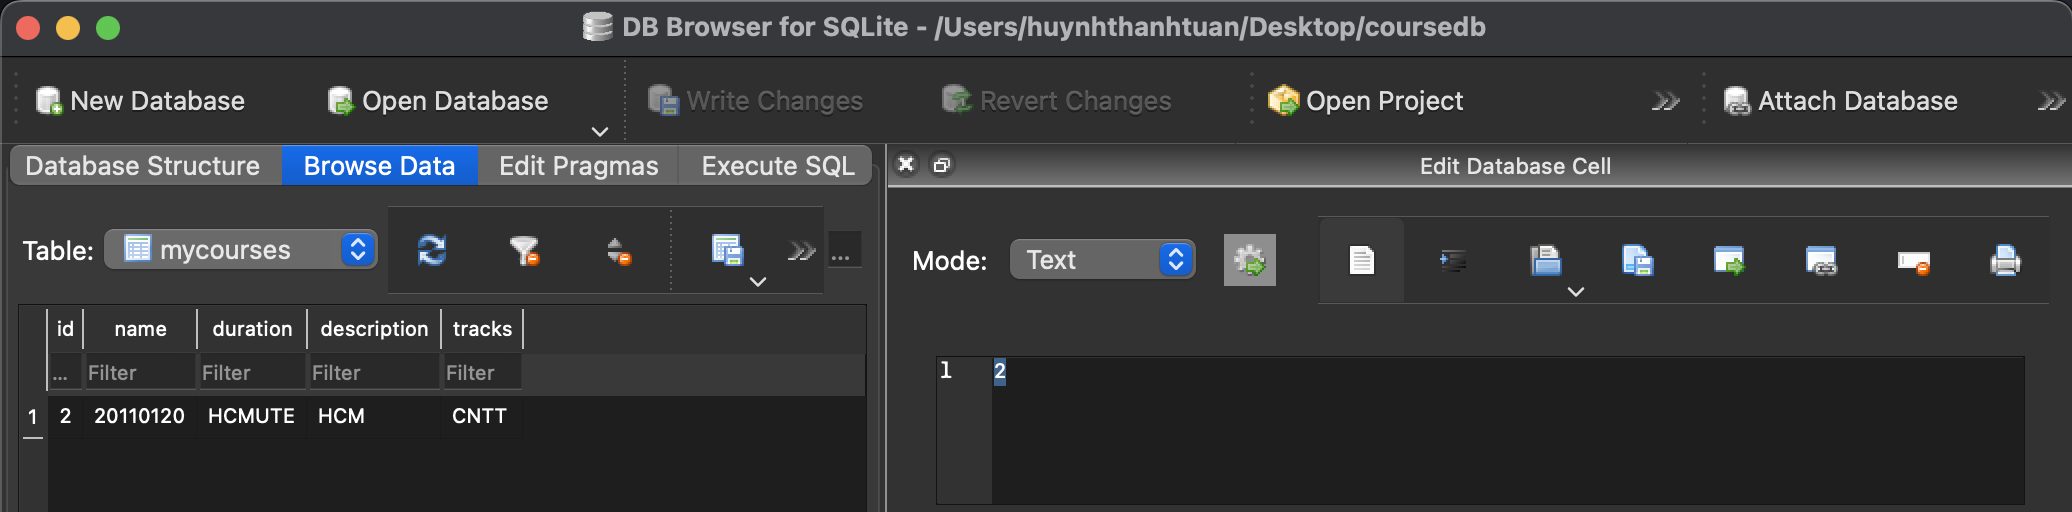 DB Browser for SQLite - /Users/huynhthanhtuan/Desktop/coursedb
New Database Open Database Write Changes Revert Changes Open Project Attach Database
Database Structure Browse Data Edit Pragmas Execute SQL
Edit Database Cell
Table: mycourses ...
Mode: Text
id name duration description tracks
... Filter Filter Filter Filter
1 2 20110120 HCMUTE HCM CNTT
1 2